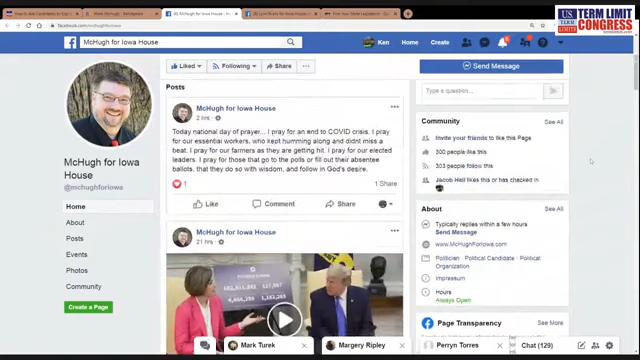 facebook.com/mchughforiowa
US TERM LIMITS
TERM LIMIT
CONGRESS
McHugh for Iowa House
Ken
Home
Create
Liked
Following
Share
Send Message
McHugh for Iowa House
@mchughforiowa
Home
About
Posts
Events
Photos
Community
Create a Page
Posts
McHugh for Iowa House
2 hrs
Today national day of prayer... I pray for an end to COVID crisis. I pray
for our essential workers, who kept humming along and didnt miss a
beat. I pray for our farmers as they are getting hit. I pray for our elected
leaders. I pray for those that go to the polls or fill out their absentee
ballots, that they do so with wisdom, and follow in God's desire.
1
1 Share
Like
Comment
Share
McHugh for Iowa House
21 hrs
Type a question...
Community
See All
Invite your friends to like this Page
300 people like this
303 people follow this
Jacob Hall likes this or has checked in
About
See All
Typically replies within a few hours
Send Message
www.McHughForIowa.com
Politician · Political Candidate · Political
Organization
Impressum
Hours
Always Open
Page Transparency
See More
Mark Turek
Margery Ripley
Perryn Torres
Chat (129)